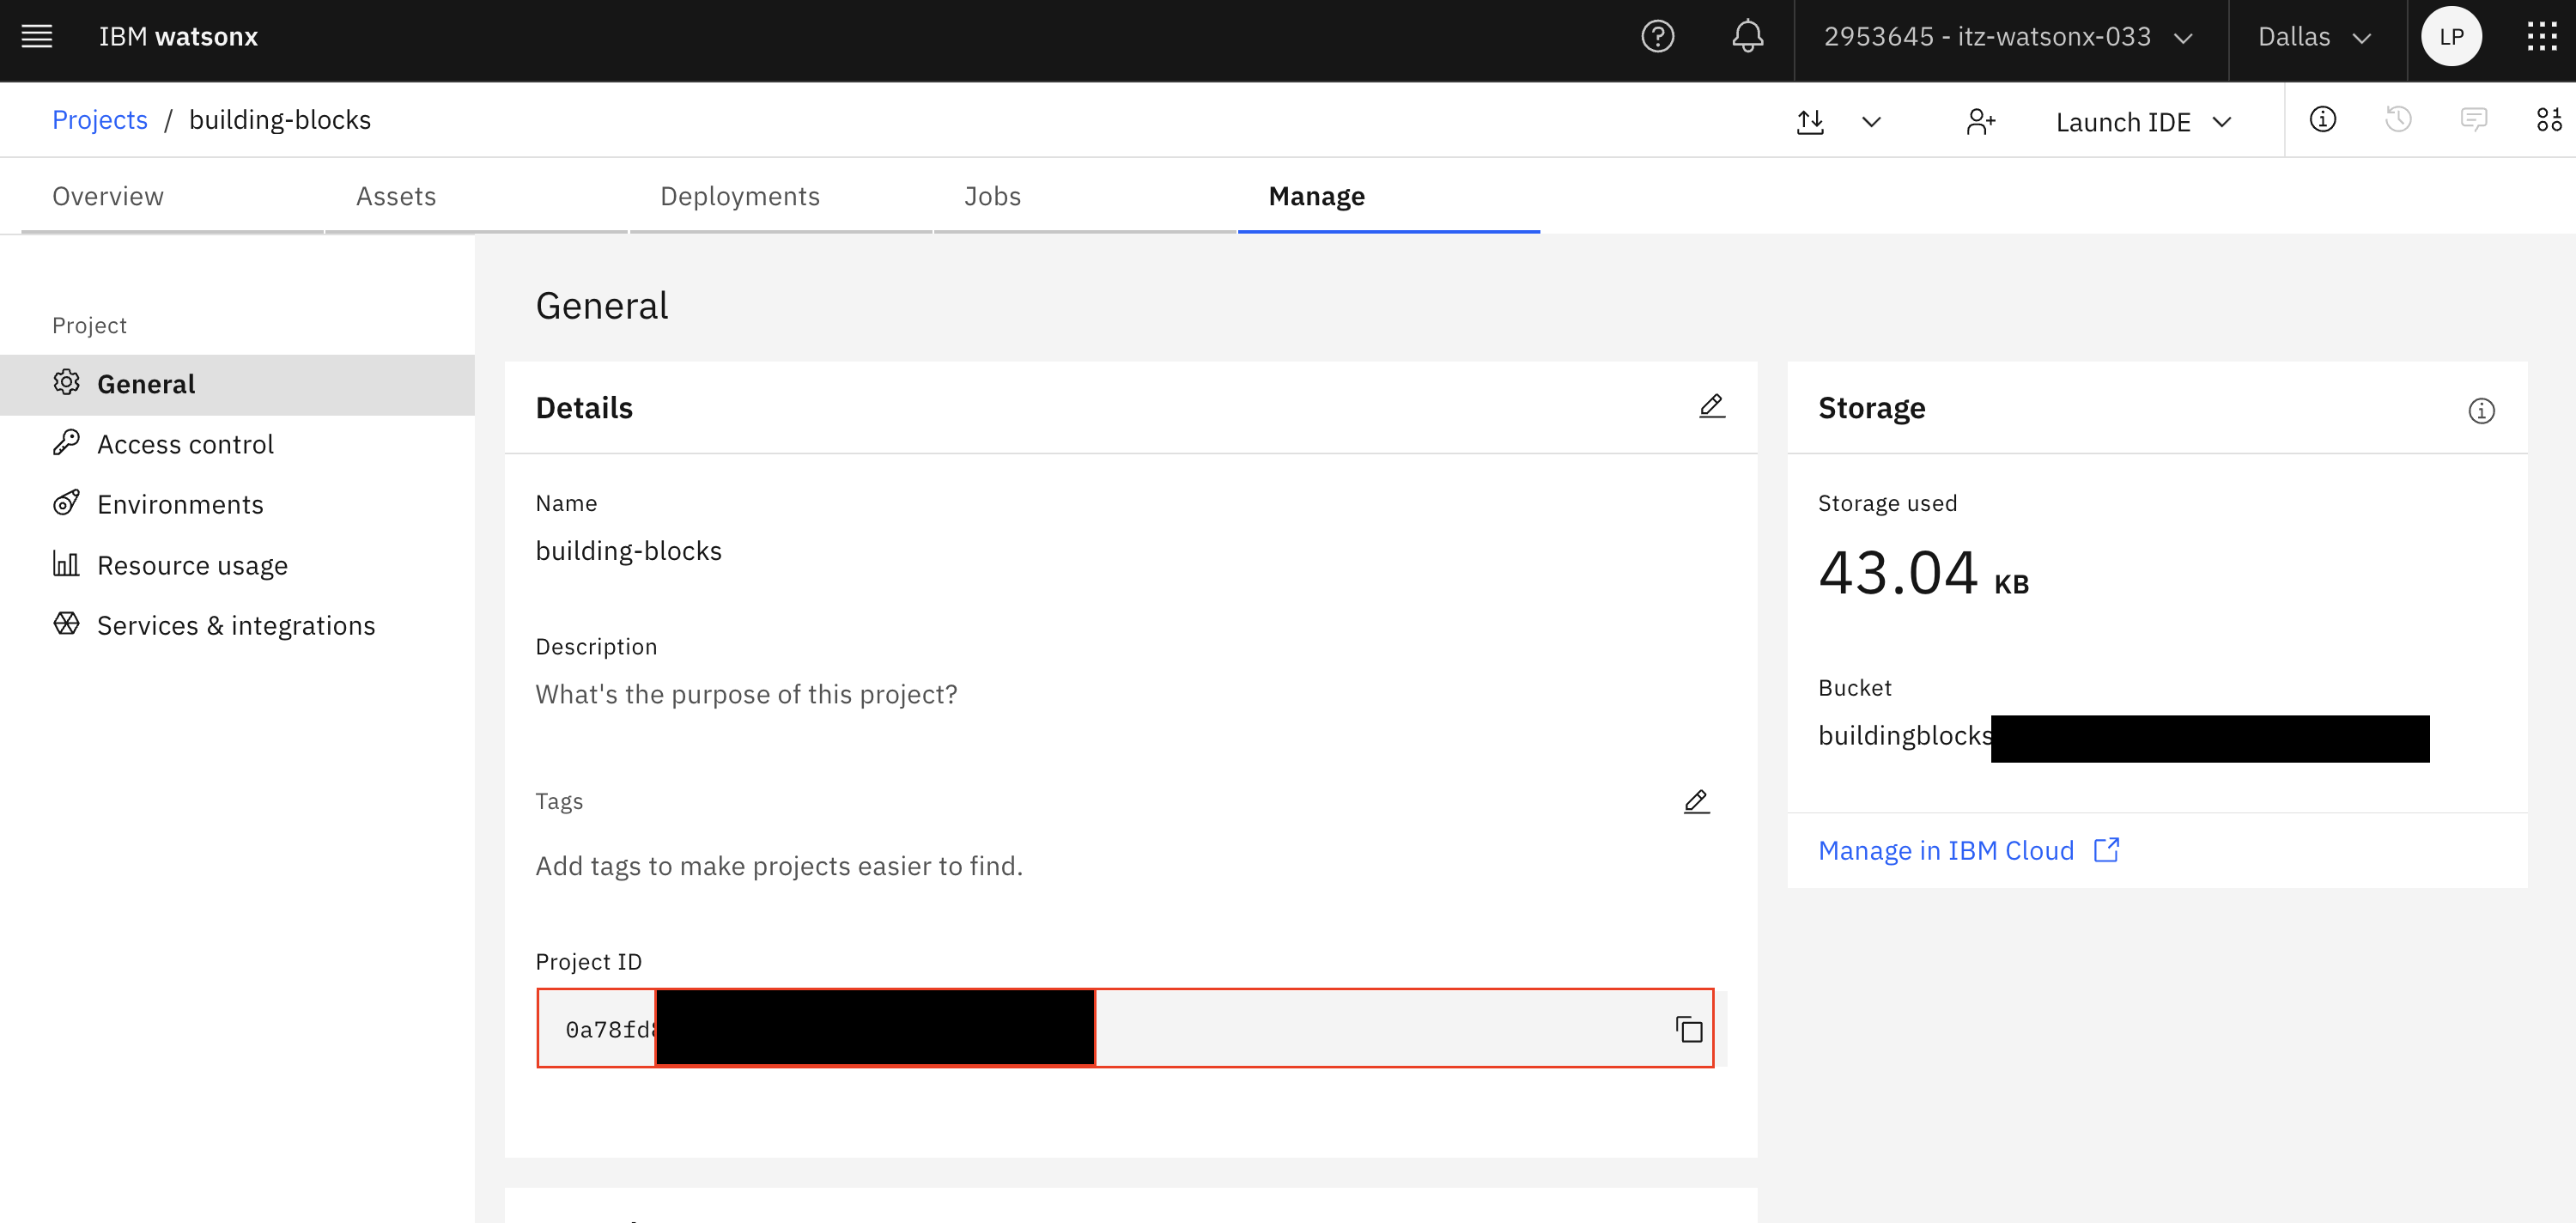 IBM watsonx
2953645 - itz-watsonx-033
Dallas
LP
Projects / building-blocks
Launch IDE
Overview
Assets
Deployments
Jobs
Manage
Project
General
Access control
Environments
Resource usage
Services & integrations
General
Details
Name
building-blocks
Description
What's the purpose of this project?
Tags
Add tags to make projects easier to find.
Project ID
0a78fd
Storage
Storage used
43.04 KB
Bucket
buildingblocks
Manage in IBM Cloud